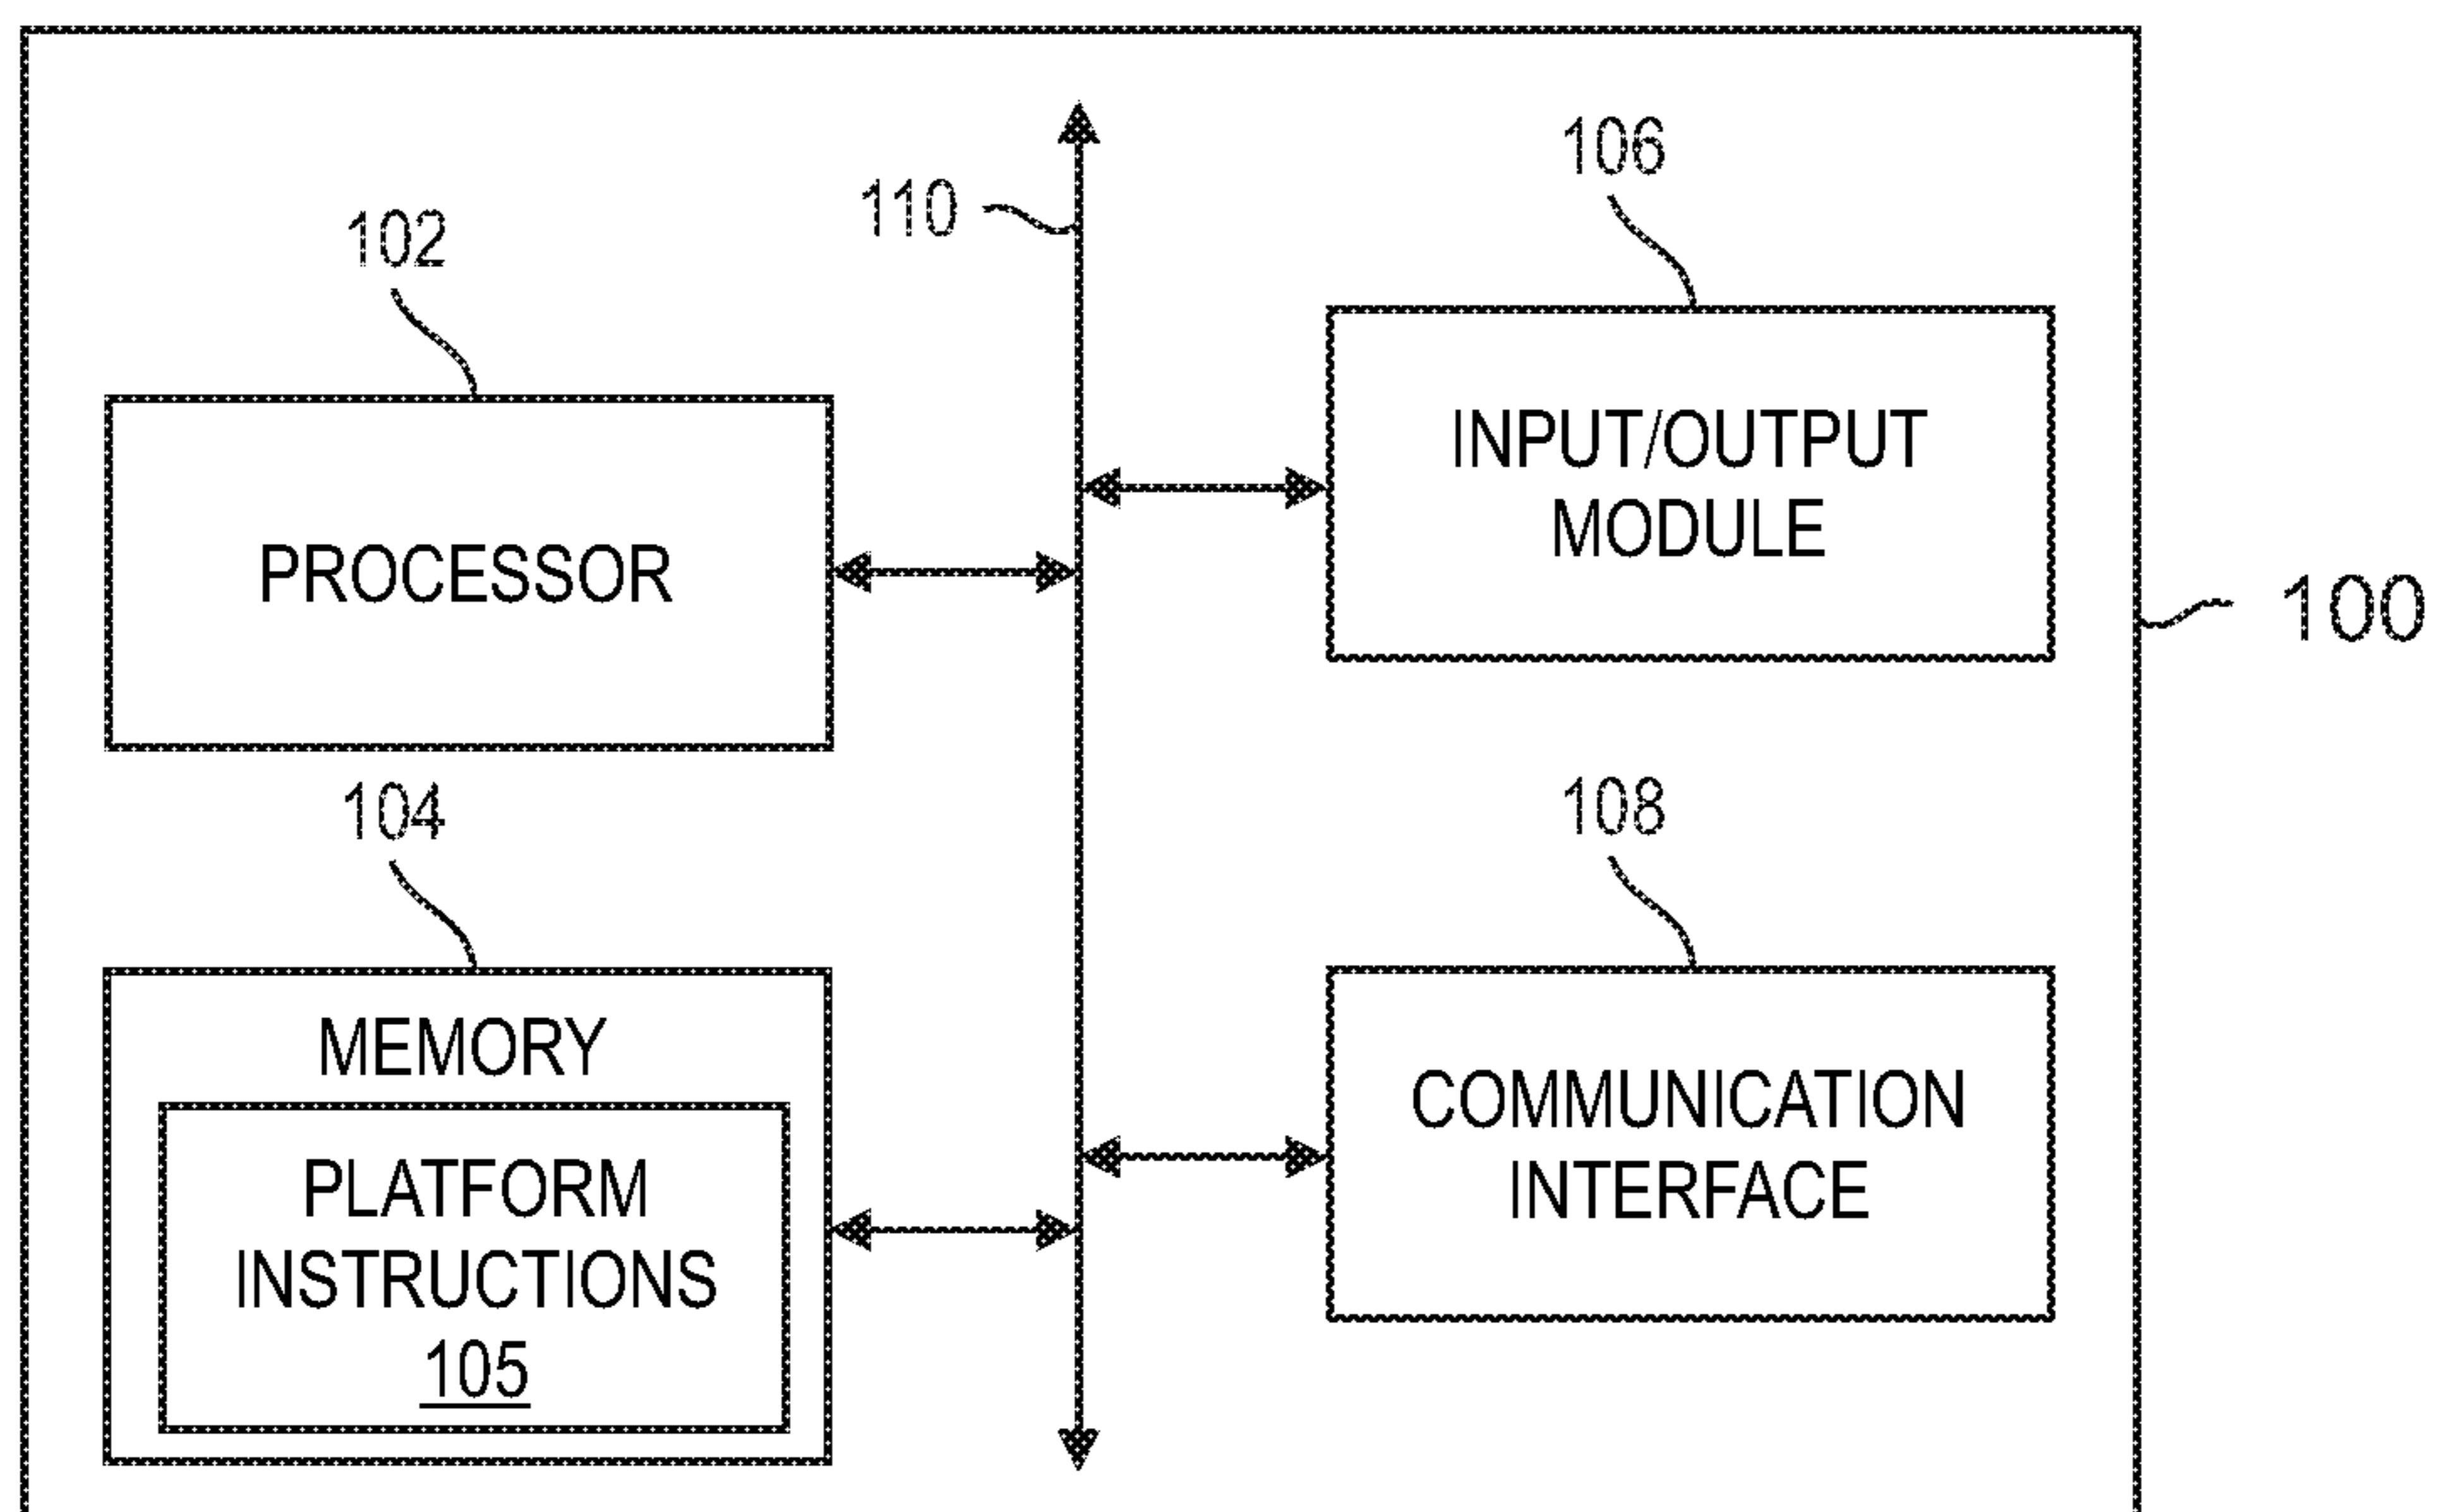 110
106
102
INPUT/OUTPUT
MODULE
PROCESSOR
100
104
108
MEMORY
PLATFORM
INSTRUCTIONS
105
COMMUNICATION
INTERFACE